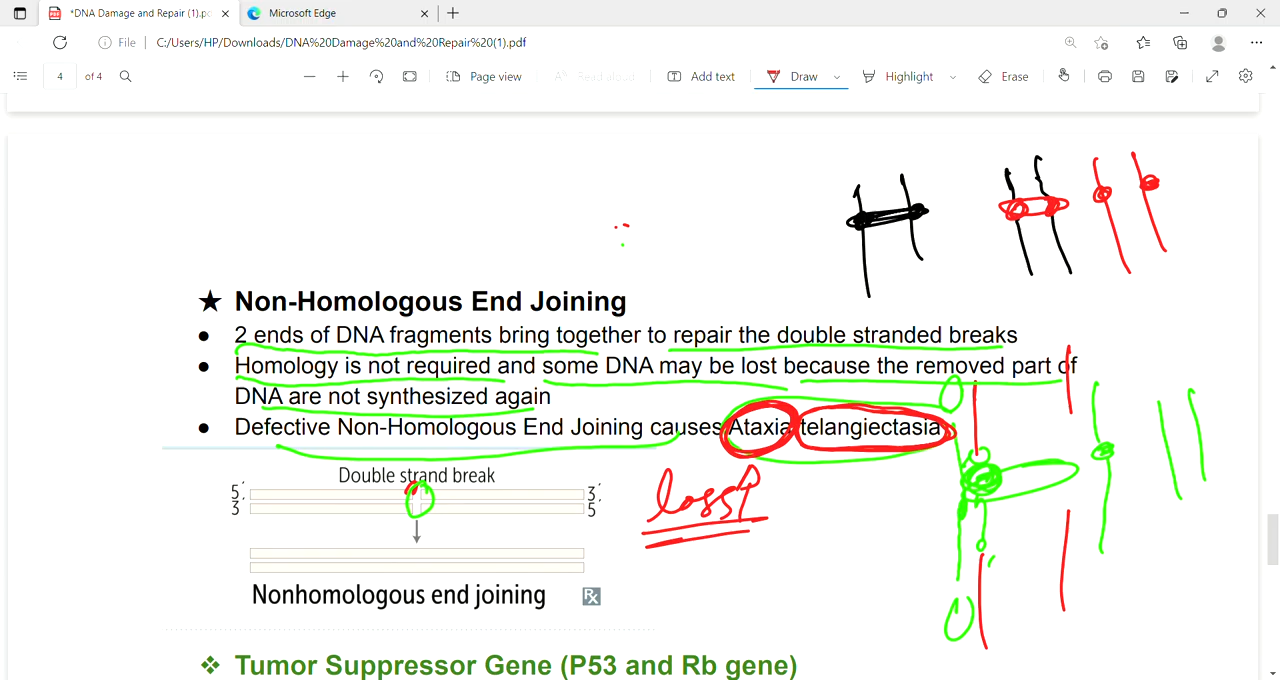 *DNA Damage and Repair (1).pd
Microsoft Edge
File C:/Users/HP/Downloads/DNA%20Damage%20and%20Repair%20(1).pdf
4 of 4 Page view Read aloud Add text Draw Highlight Erase
★ Non-Homologous End Joining
● 2 ends of DNA fragments bring together to repair the double stranded breaks
● Homology is not required and some DNA may be lost because the removed part of
DNA are not synthesized again
● Defective Non-Homologous End Joining causes Ataxia telangiectasia
Double strand break
5´ 3´
3´ 5´
Nonhomologous end joining Rx
❖ Tumor Suppressor Gene (P53 and Rb gene)